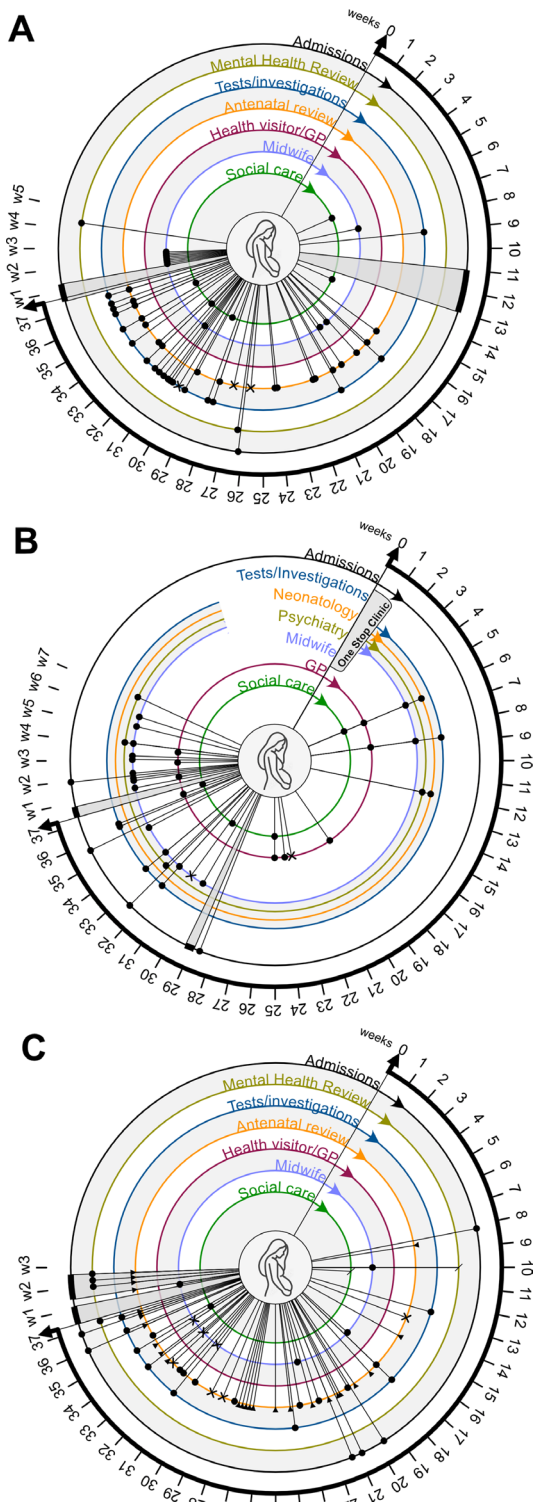 A
weeks
0
1
2
3
4
5
6
7
8
9
10
11
12
13
14
15
16
17
18
19
20
21
22
23
24
25
26
27
28
29
30
31
32
33
34
35
36
37
w1
w2
w3
w4
w5
Admissions
Mental Health Review
Tests/investigations
Antenatal review
Health visitor/GP
Midwife
Social care
B
weeks
0
1
2
3
4
5
6
7
8
9
10
11
12
13
14
15
16
17
18
19
20
21
22
23
24
25
26
27
28
29
30
31
32
33
34
35
36
37
w1
w2
w3
w4
w5
w6
w7
Admissions
Tests/Investigations
Neonatology
Psychiatry
Midwife
One Stop Clinic
GP
Social care
C
weeks
0
1
2
3
4
5
6
7
8
9
10
11
12
13
14
15
16
17
18
19
20
29
30
31
32
33
34
35
36
37
w1
w2
w3
Admissions
Mental Health Review
Tests/investigations
Antenatal review
Health visitor/GP
Midwife
Social care